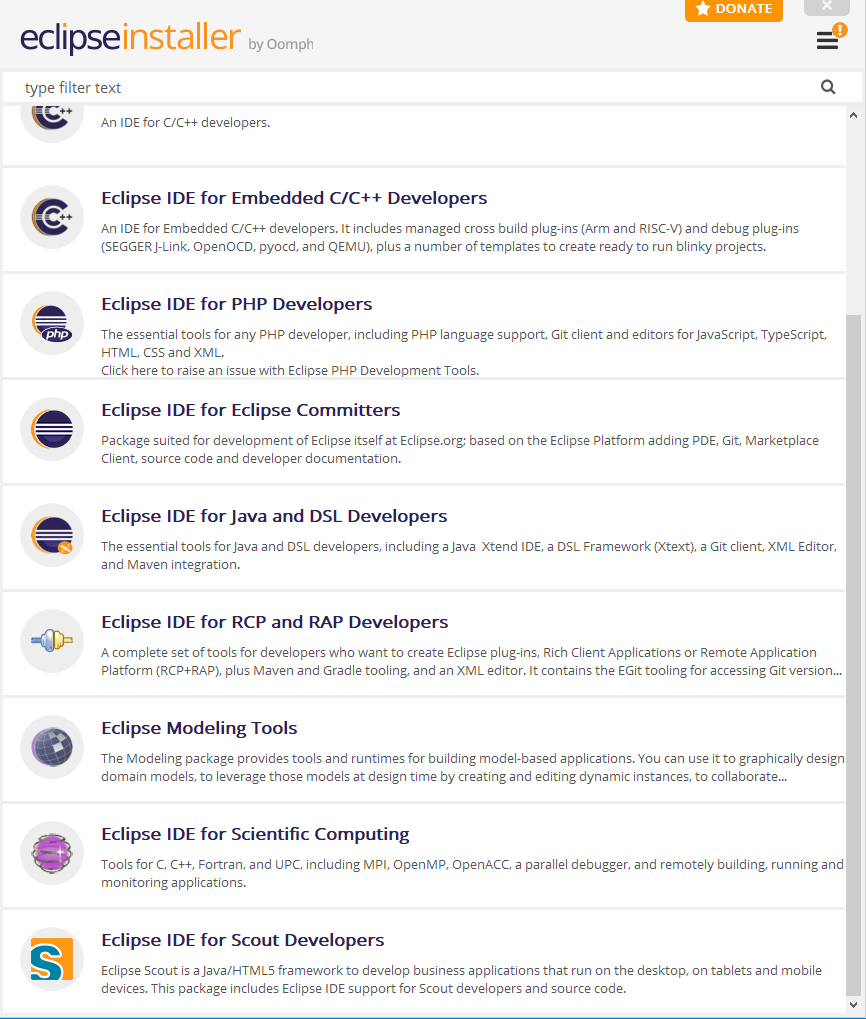 DONATE
eclipseinstaller by Oomph
!
type filter text
C++
An IDE for C/C++ developers.
C++
Eclipse IDE for Embedded C/C++ Developers
An IDE for Embedded C/C++ developers. It includes managed cross build plug-ins (Arm and RISC-V) and debug plug-ins
(SEGGER J-Link, OpenOCD, pyocd, and QEMU), plus a number of templates to create ready to run blinky projects.
php
Eclipse IDE for PHP Developers
The essential tools for any PHP developer, including PHP language support, Git client and editors for JavaScript, TypeScript,
HTML, CSS and XML.
Click here to raise an issue with Eclipse PHP Development Tools.
Eclipse IDE for Eclipse Committers
Package suited for development of Eclipse itself at Eclipse.org; based on the Eclipse Platform adding PDE, Git, Marketplace
Client, source code and developer documentation.
Eclipse IDE for Java and DSL Developers
The essential tools for Java and DSL developers, including a Java  Xtend IDE, a DSL Framework (Xtext), a Git client, XML Editor,
and Maven integration.
Eclipse IDE for RCP and RAP Developers
A complete set of tools for developers who want to create Eclipse plug-ins, Rich Client Applications or Remote Application
Platform (RCP+RAP), plus Maven and Gradle tooling, and an XML editor. It contains the EGit tooling for accessing Git version...
Eclipse Modeling Tools
The Modeling package provides tools and runtimes for building model-based applications. You can use it to graphically design
domain models, to leverage those models at design time by creating and editing dynamic instances, to collaborate...
Eclipse IDE for Scientific Computing
Tools for C, C++, Fortran, and UPC, including MPI, OpenMP, OpenACC, a parallel debugger, and remotely building, running and
monitoring applications.
S
Eclipse IDE for Scout Developers
Eclipse Scout is a Java/HTML5 framework to develop business applications that run on the desktop, on tablets and mobile
devices. This package includes Eclipse IDE support for Scout developers and source code.